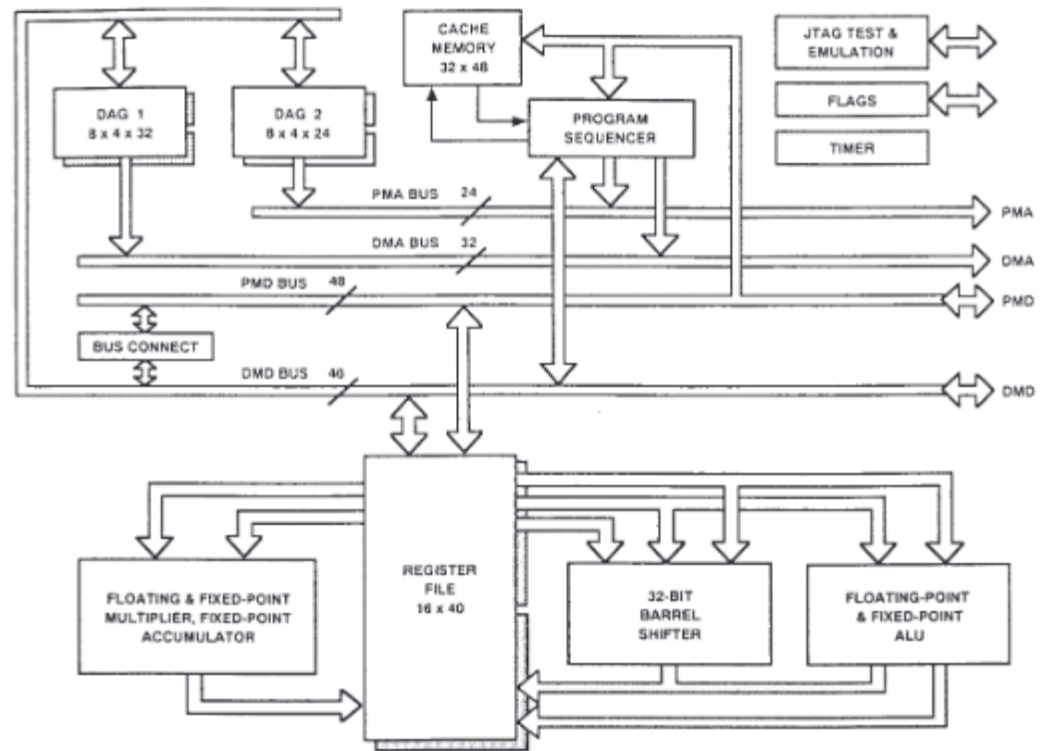 CACHE
MEMORY
32 x 48
JTAG TEST &
EMULATION
DAG 1
8 x 4 x 32
DAG 2
8 x 4 x 24
PROGRAM
SEQUENCER
FLAGS
TIMER
PMA BUS 24
PMA
DMA BUS 32
DMA
PMD BUS 48
PMD
BUS CONNECT
DMD BUS 40
DMD
REGISTER
FILE
16 x 40
FLOATING & FIXED-POINT
MULTIPLIER, FIXED-POINT
ACCUMULATOR
32-BIT
BARREL
SHIFTER
FLOATING-POINT
& FIXED-POINT
ALU